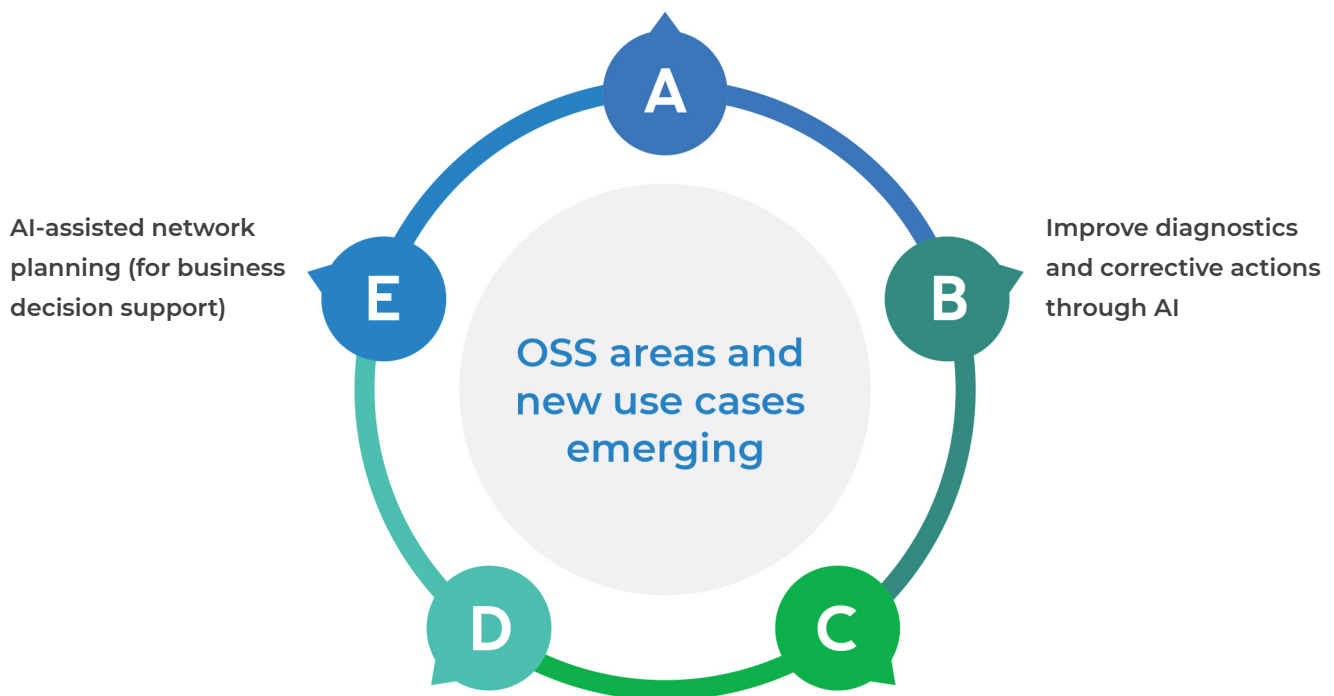 A
AI-assisted network
planning (for business
decision support)
E
Improve diagnostics
and corrective actions
through AI
B
OSS areas and
new use cases
emerging
D
C